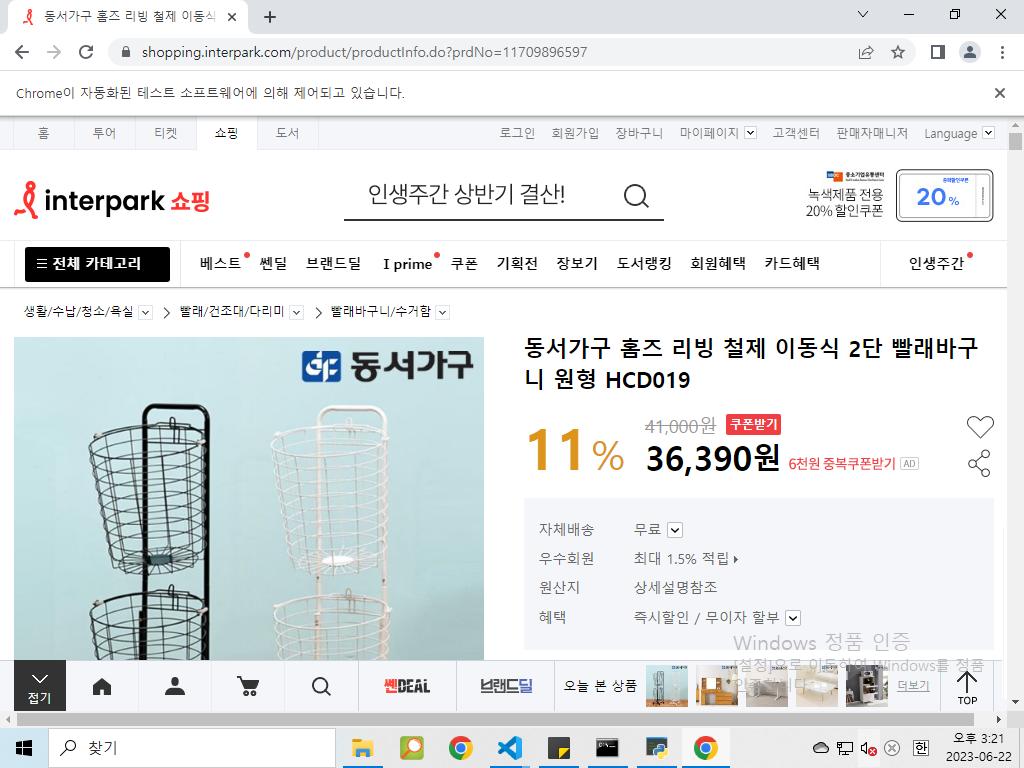 동서가구 홈즈 리빙 철제 이동식
shopping.interpark.com/product/productInfo.do?prdNo=11709896597
Chrome이 자동화된 테스트 소프트웨어에 의해 제어되고 있습니다.
홈 투어 티켓 쇼핑 도서 로그인 회원가입 장바구니 마이페이지 고객센터 판매자매니저 Language
interpark 쇼핑
인생주간 상반기 결산!
중소기업유통센터
녹색제품 전용
20% 할인쿠폰
중복할인쿠폰
20%
전체 카테고리 베스트 쎈딜 브랜드딜 I prime 쿠폰 기획전 장보기 도서랭킹 회원혜택 카드혜택 인생주간
생활/수납/청소/욕실 빨래/건조대/다리미 빨래바구니/수거함
동서가구
동서가구 홈즈 리빙 철제 이동식 2단 빨래바구
니 원형 HCD019
11%
41,000원 쿠폰받기
36,390원 6천원 중복쿠폰받기 AD
자체배송 무료
우수회원 최대 1.5% 적립
원산지 상세설명참조
혜택 즉시할인 / 무이자 할부
Windows 정품 인증
[설정]으로 이동하여 Windows를 정품
인증합니다.
접기
쎈DEAL
브랜드딜
오늘 본 상품
더보기
TOP
찾기
한
오후 3:21
2023-06-22